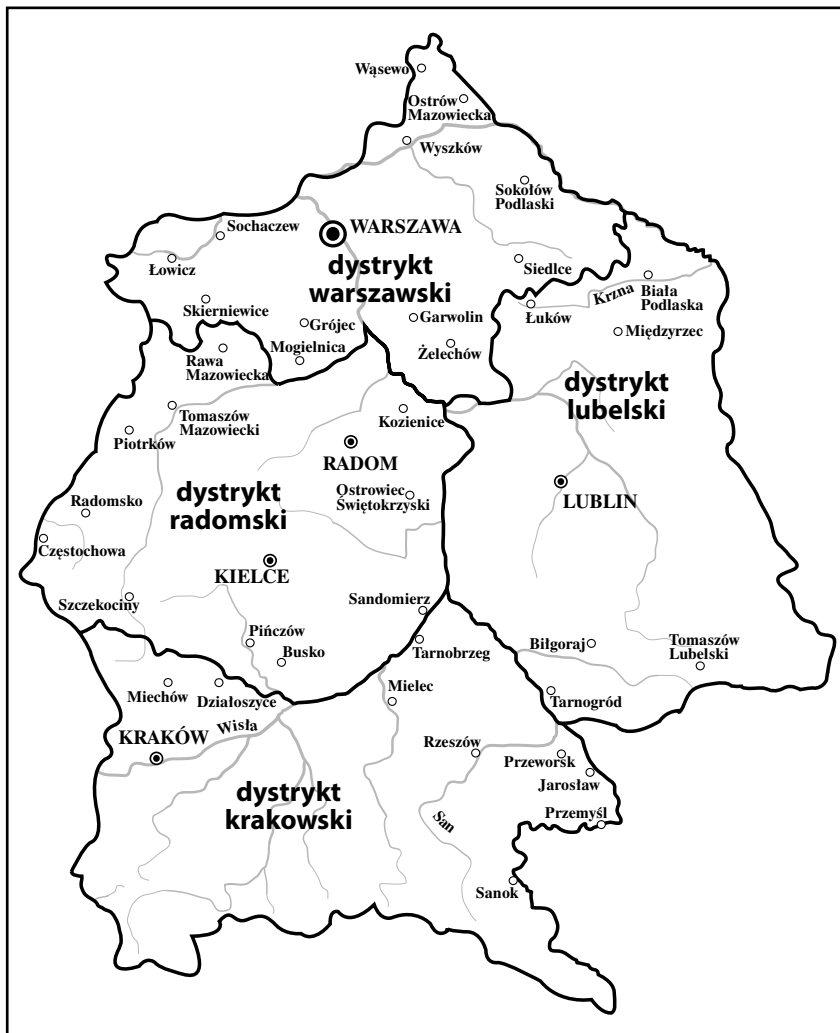 Wąsewo
Ostrów
Mazowiecka
Wyszków
Sokołów
Podlaski
Sochaczew
WARSZAWA
Łowicz
dystrykt
warszawski
Siedlce
Krzna
Biała
Podlaska
Skierniewice
Łuków
Grójec
Garwolin
Międzyrzec
Mogielnica
Żelechów
Rawa
Mazowiecka
dystrykt
lubelski
Tomaszów
Mazowiecki
Kozienice
Piotrków
RADOM
dystrykt
radomski
Ostrowiec
Świętokrzyski
LUBLIN
Radomsko
Częstochowa
KIELCE
Szczekociny
Sandomierz
Pińczów
Busko
Tarnobrzeg
Biłgoraj
Tomaszów
Lubelski
Miechów
Działoszyce
Mielec
Tarnogród
Wisła
KRAKÓW
Rzeszów
Przeworsk
Jarosław
dystrykt
krakowski
Przemyśl
San
Sanok